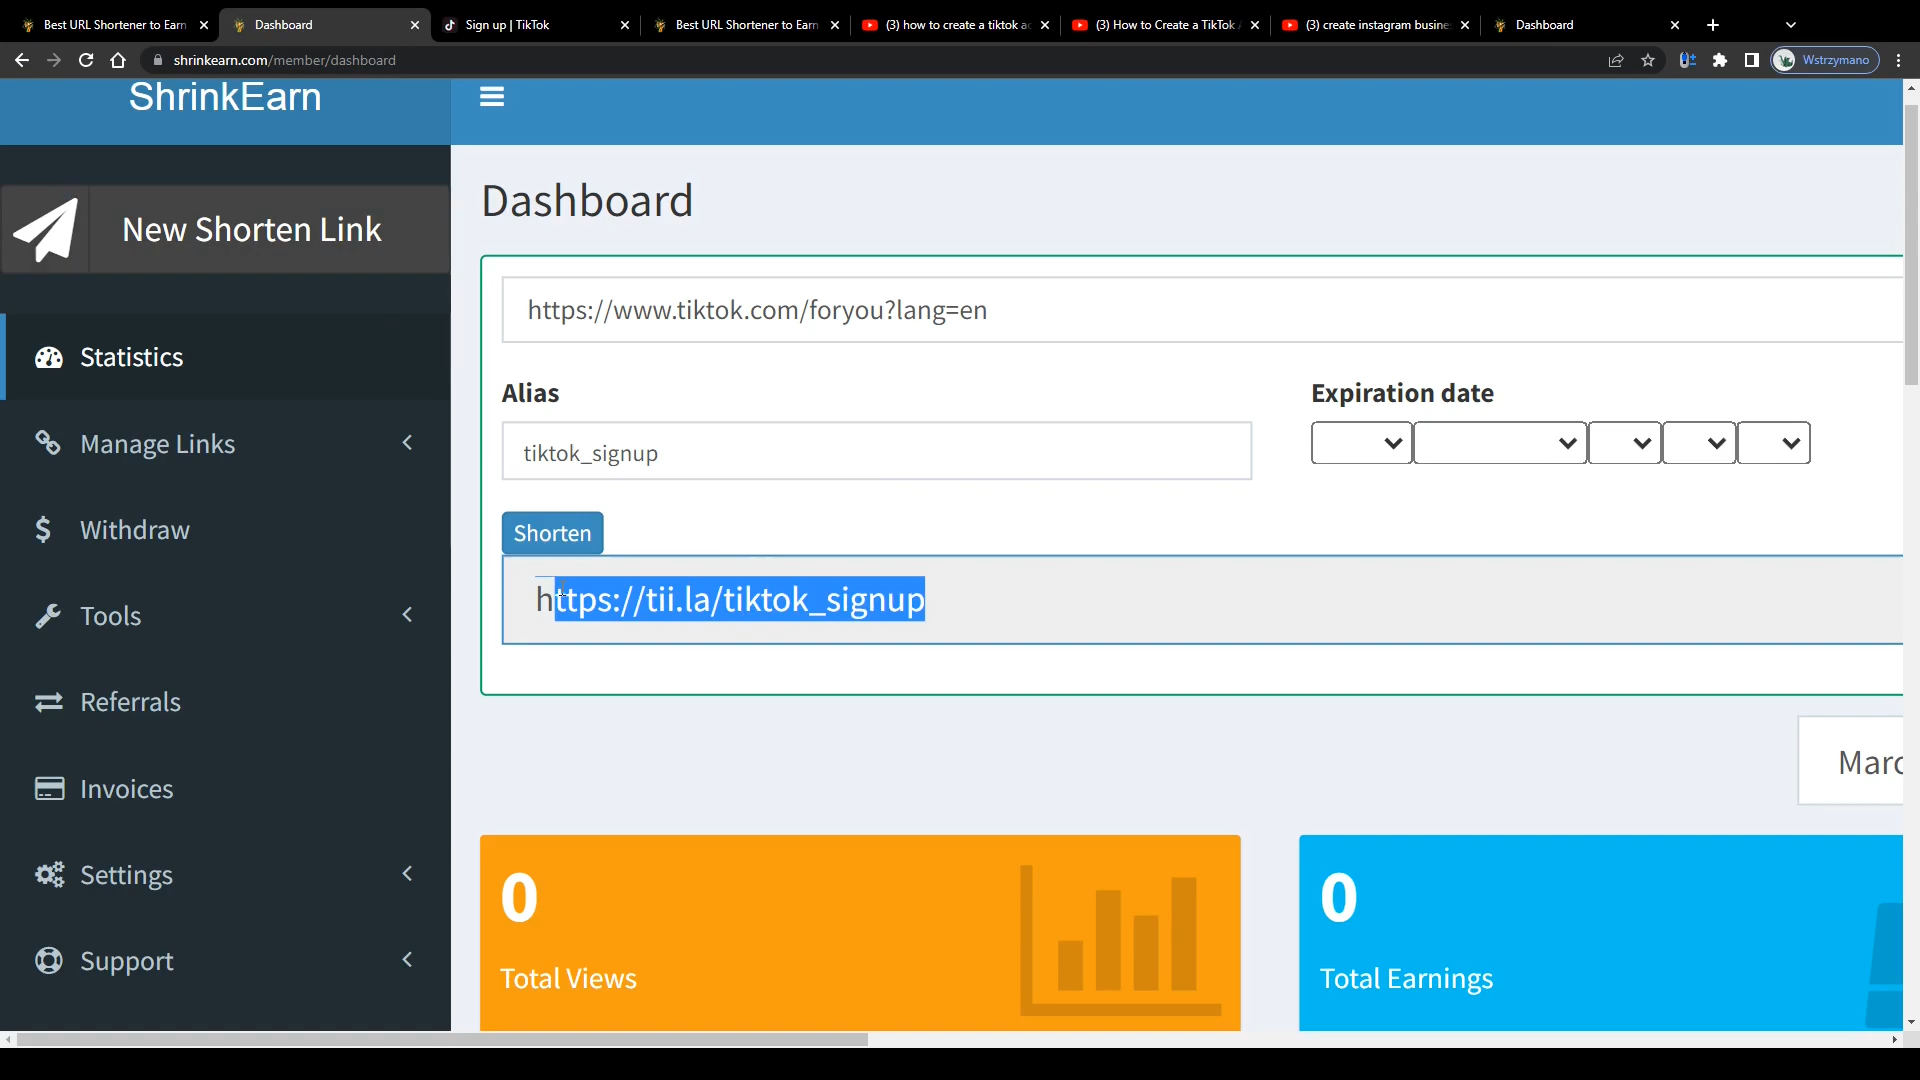 Best URL Shortener to Earn
Dashboard
Sign up | TikTok
Best URL Shortener to Earn
(3) how to create a tiktok ac
(3) How to Create a TikTok A
(3) create instagram busine
Dashboard
shrinkearn.com/member/dashboard
Wstrzymano
ShrinkEarn
Dashboard
New Shorten Link
https://www.tiktok.com/foryou?lang=en
Statistics
Alias
Expiration date
Manage Links
tiktok_signup
Withdraw
Shorten
https://tii.la/tiktok_signup
Tools
Referrals
Marc
Invoices
Settings
0
0
Support
Total Views
Total Earnings